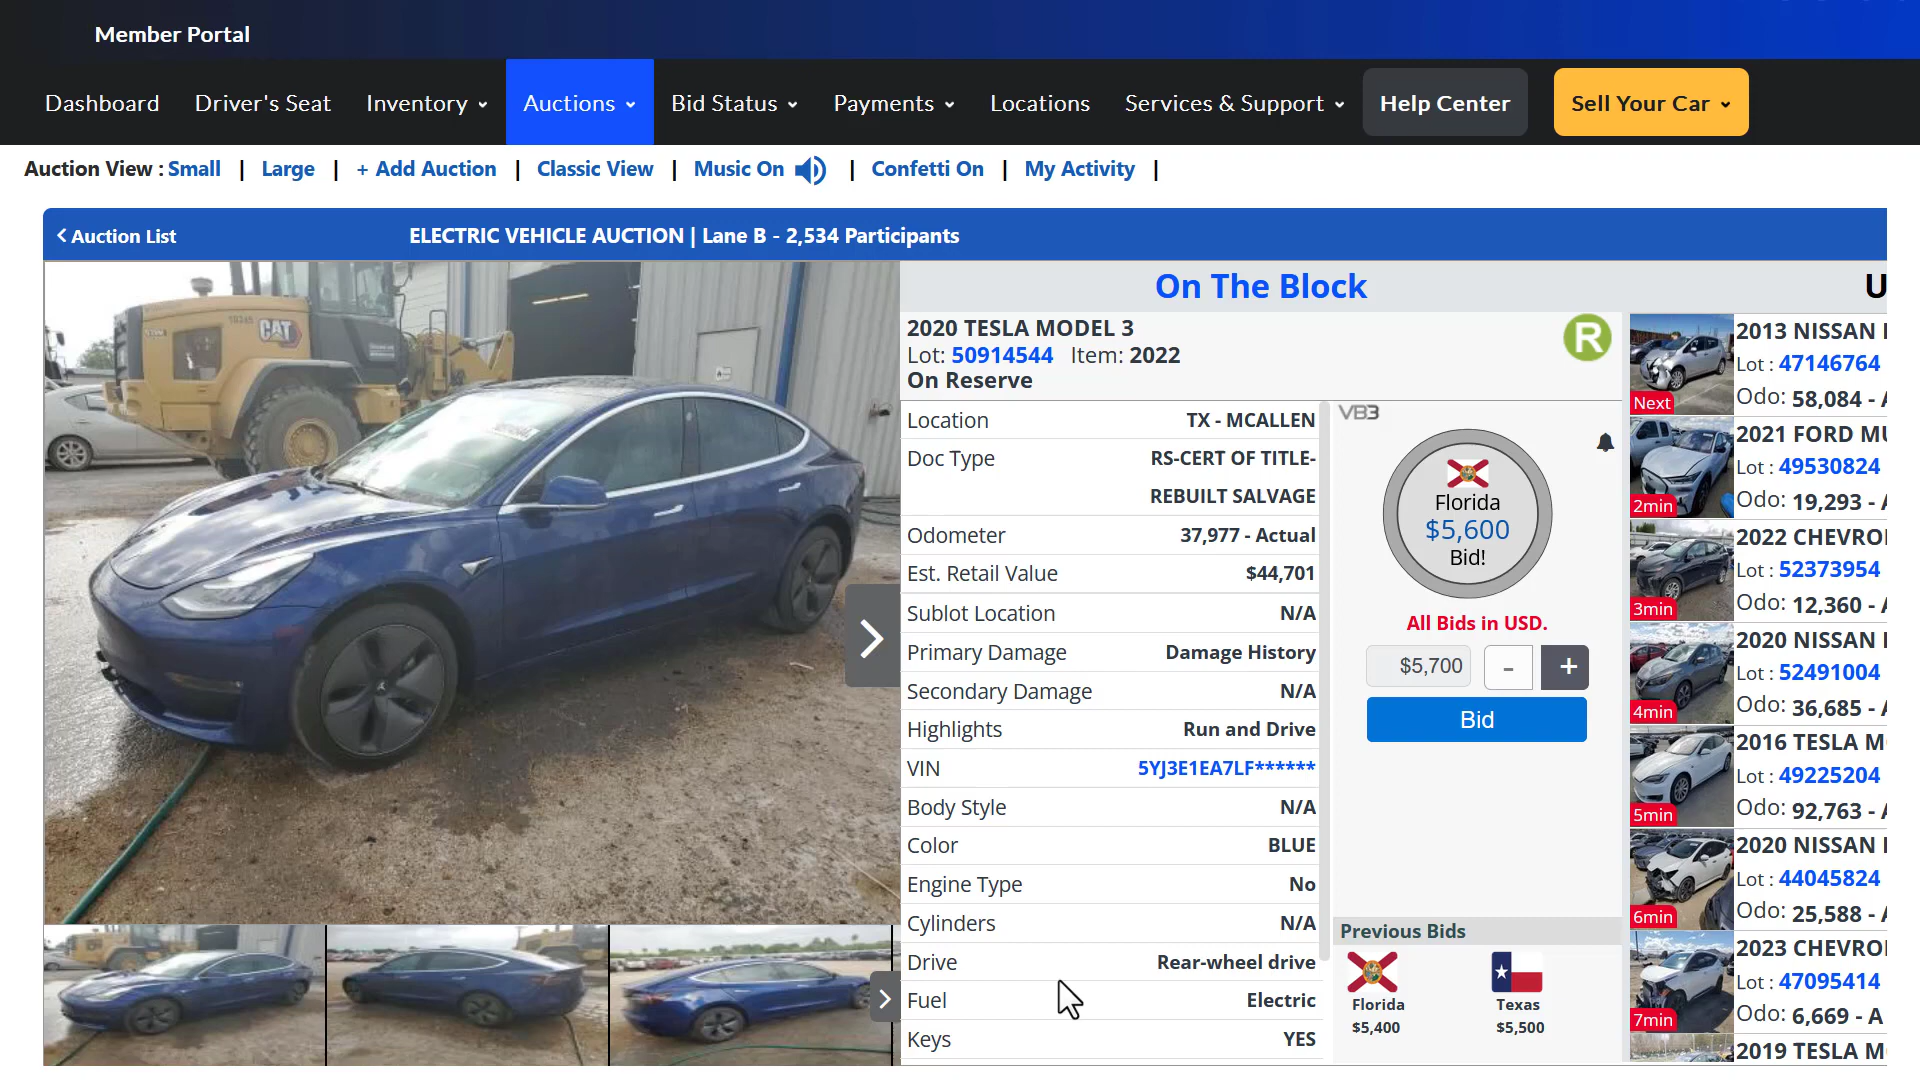 Member Portal
Dashboard Driver's Seat Inventory Auctions Bid Status Payments Locations Services & Support Help Center Sell Your Car
Auction View : Small | Large | + Add Auction | Classic View | Music On | Confetti On | My Activity |
Auction List
ELECTRIC VEHICLE AUCTION | Lane B - 2,534 Participants
CAT
On The Block
2020 TESLA MODEL 3
Lot: 50914544 Item: 2022
On Reserve
R
Location TX - MCALLEN
Doc Type RS-CERT OF TITLE-
REBUILT SALVAGE
Odometer 37,977 - Actual
Est. Retail Value $44,701
Sublot Location N/A
Primary Damage Damage History
Secondary Damage N/A
Highlights Run and Drive
VIN 5YJ3E1EA7LF******
Body Style N/A
Color BLUE
Engine Type No
Cylinders N/A
Drive Rear-wheel drive
Fuel Electric
Keys YES
VB3
Florida
$5,600
Bid!
All Bids in USD.
$5,700 - +
Bid
Previous Bids
Florida
$5,400
Texas
$5,500
U
2013 NISSAN
Lot : 47146764
Odo: 58,084 - A
Next
2021 FORD MU
Lot : 49530824
Odo: 19,293 - A
2min
2022 CHEVRO
Lot : 52373954
Odo: 12,360 - A
3min
2020 NISSAN
Lot : 52491004
Odo: 36,685 - A
4min
2016 TESLA M
Lot : 49225204
Odo: 92,763 - A
5min
2020 NISSAN
Lot : 44045824
Odo: 25,588 - A
6min
2023 CHEVRO
Lot : 47095414
Odo: 6,669 - A
7min
2019 TESLA M